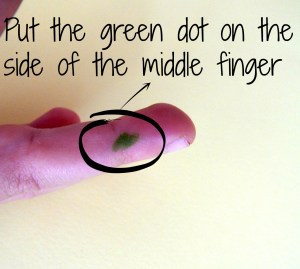 Put the green dot on the
side of the middle finger